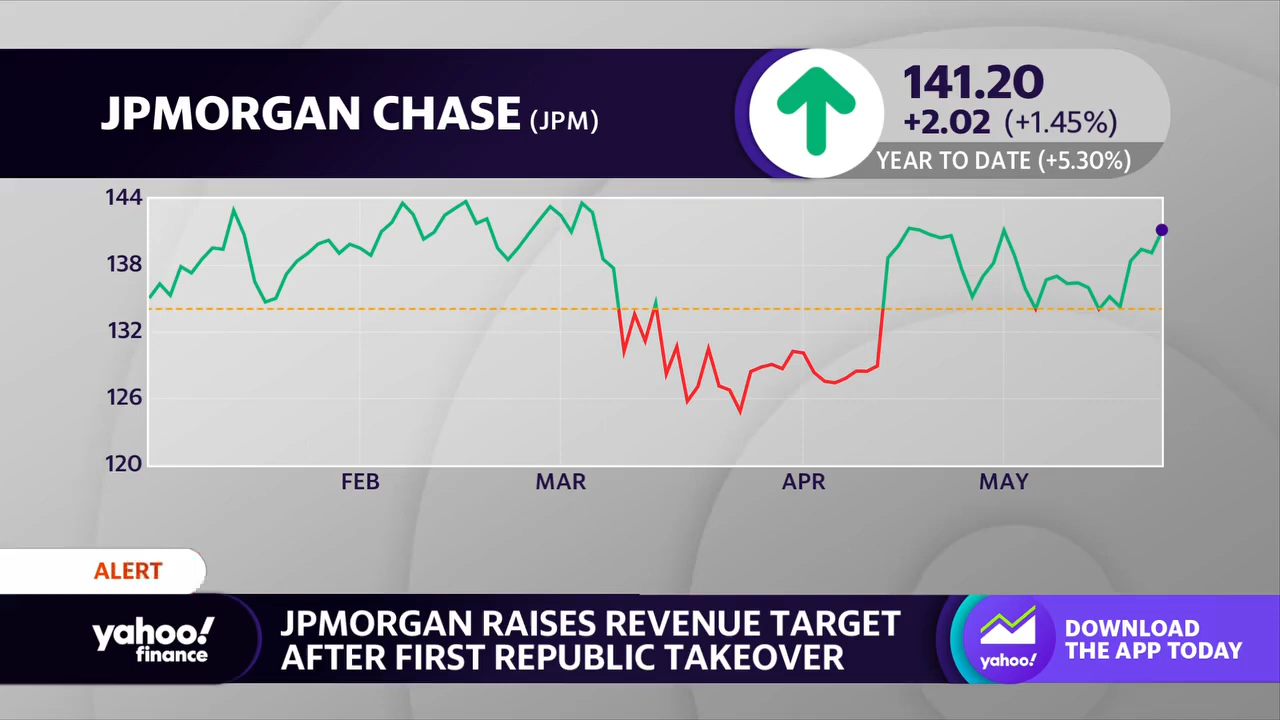 JPMORGAN CHASE (JPM)
141.20
+2.02 (+1.45%)
YEAR TO DATE (+5.30%)
144
138
132
126
120
FEB MAR APR MAY
ALERT
yahoo!
finance
JPMORGAN RAISES REVENUE TARGET
AFTER FIRST REPUBLIC TAKEOVER
yahoo!
DOWNLOAD
THE APP TODAY